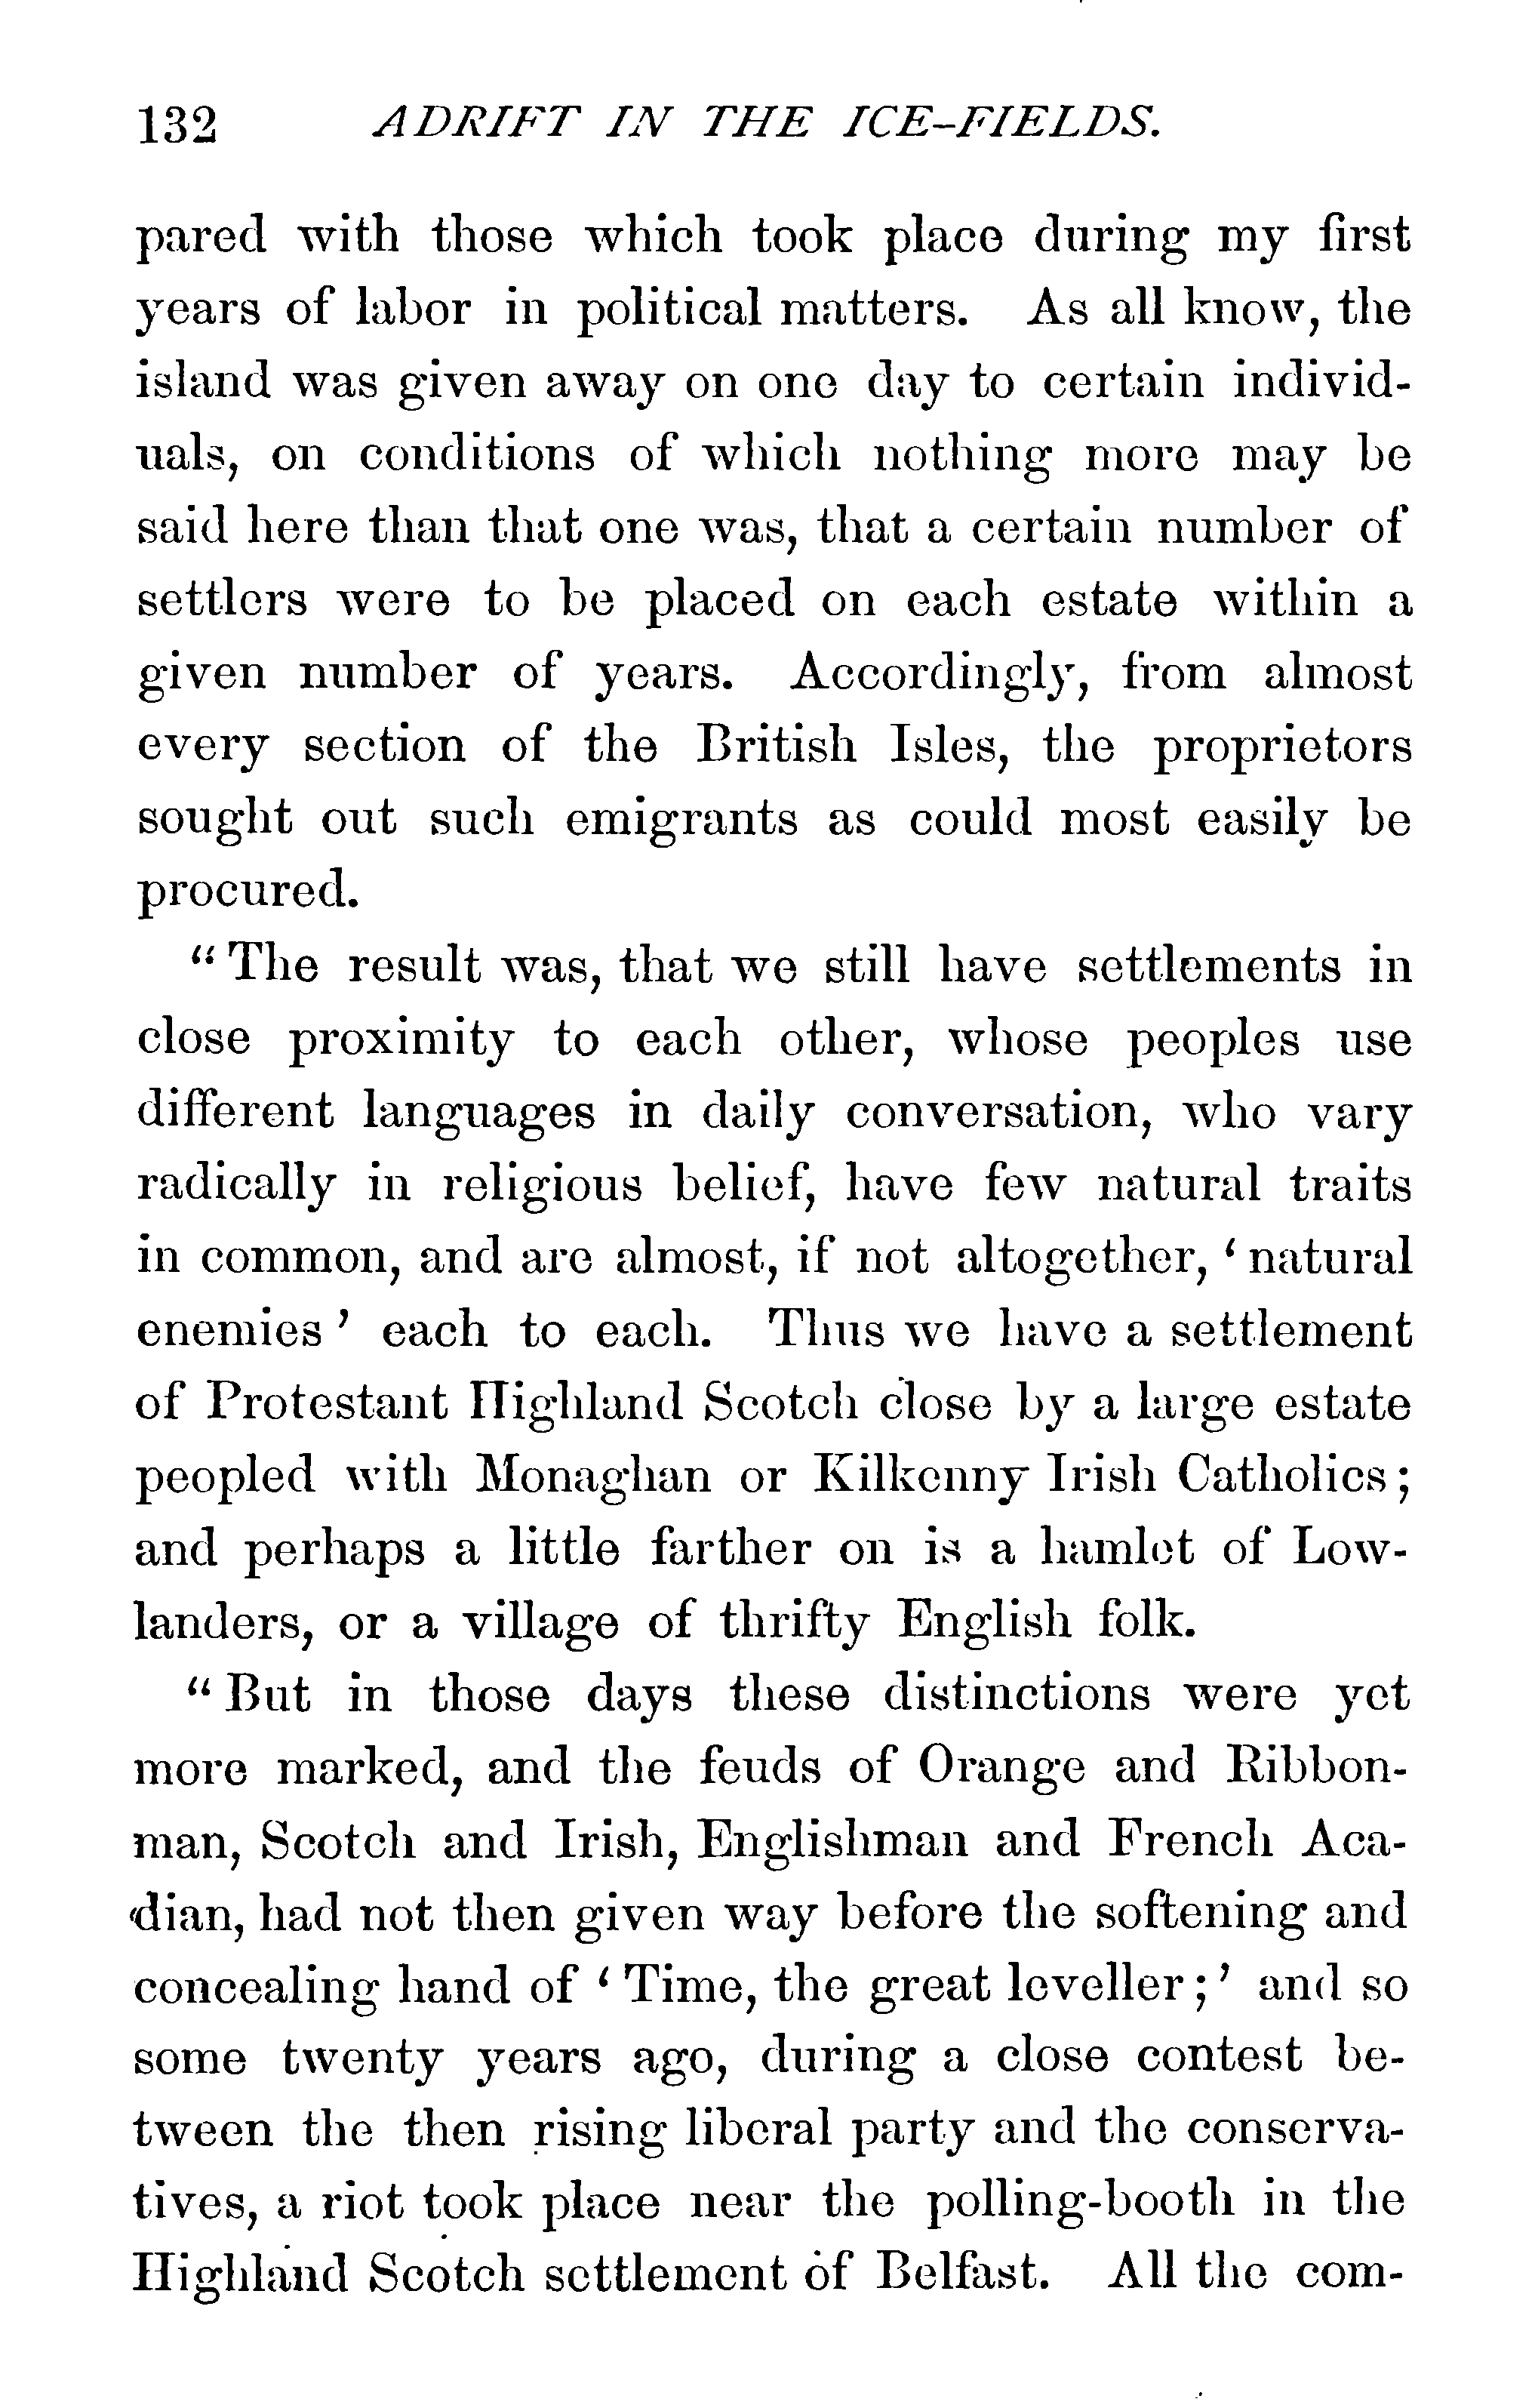 132 ADRIFT IN THE ICE-FIELDS.
pared with those which took place during my first
years of labor in political matters. As all know, the
island was given away on one day to certain individ-
uals, on conditions of which nothing more may be
said here than that one was, that a certain number of
settlers were to be placed on each estate within a
given number of years. Accordingly, from almost
every section of the British Isles, the proprietors
sought out such emigrants as could most easily be
procured.
“The result was, that we still have settlements in
close proximity to each other, whose peoples use
different languages in daily conversation, who vary
radically in religious belief, have few natural traits
in common, and are almost, if not altogether, ‘natural
enemies’ each to each. Thus we have a settlement
of Protestant Highland Scotch close by a large estate
peopled with Monaghan or Kilkenny Irish Catholics;
and perhaps a little farther on is a hamlet of Low-
landers, or a village of thrifty English folk.
“But in those days these distinctions were yet
more marked, and the feuds of Orange and Ribbon-
man, Scotch and Irish, Englishman and French Aca-
dian, had not then given way before the softening and
concealing hand of ‘Time, the great leveller;’ and so
some twenty years ago, during a close contest be-
tween the then rising liberal party and the conserva-
tives, a riot took place near the polling-booth in the
Highland Scotch settlement of Belfast. All the com-